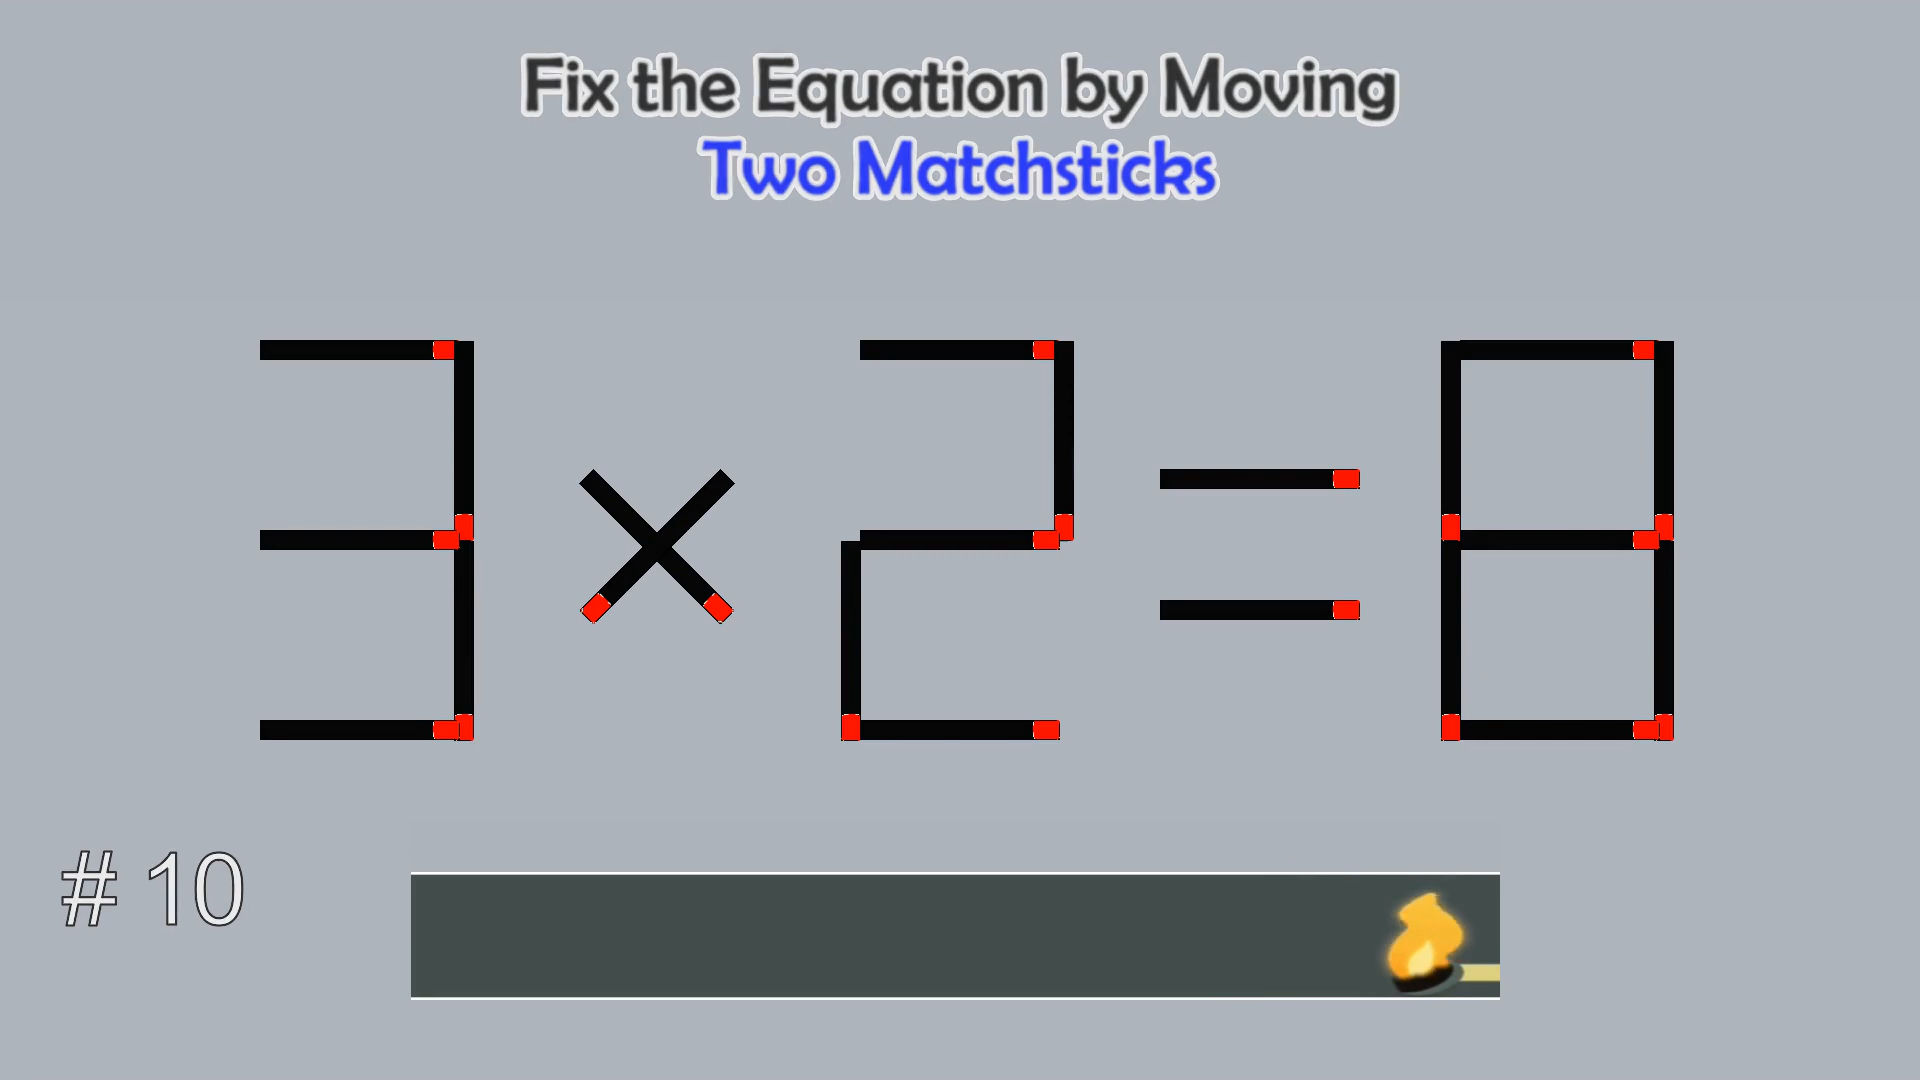 Fix the Equation by Moving
Two Matchsticks
3 × 2 = 8
# 10